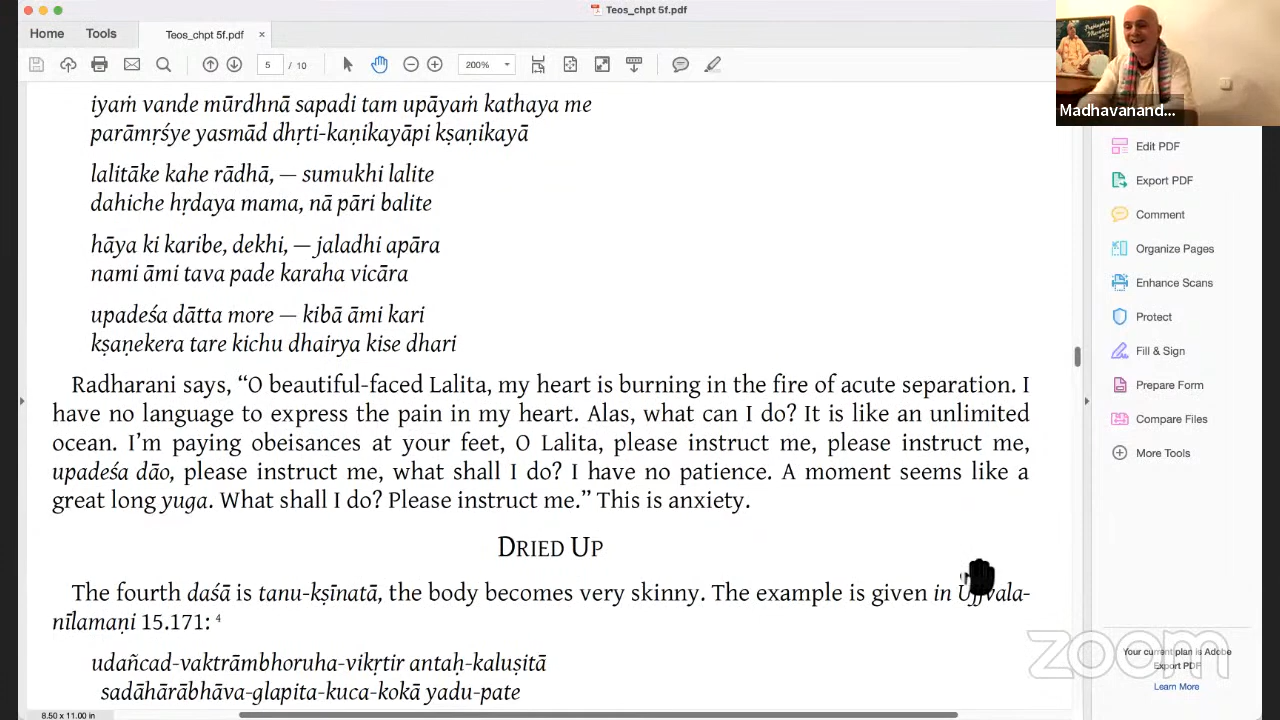 Teos_chpt 5f.pdf
Home
Tools
Teos_chpt 5f.pdf
5 / 10
200%
Madhavanand...
iyaṁ vande mūrdhnā sapadi tam upāyaṁ kathaya me
parāmṛśye yasmād dhṛti-kaṇikayāpi kṣaṇikayā
lalitāke kahe rādhā, — sumukhi lalite
dahiche hṛdaya mama, nā pāri balite
hāya ki karibe, dekhi, — jaladhi apāra
nami āmi tava pade karaha vicāra
upadeśa dātta more — kibā āmi kari
kṣaṇekera tare kichu dhairya kise dhari
Radharani says, “O beautiful-faced Lalita, my heart is burning in the fire of acute separation. I
have no language to express the pain in my heart. Alas, what can I do? It is like an unlimited
ocean. I’m paying obeisances at your feet, O Lalita, please instruct me, please instruct me,
upadeśa dāo, please instruct me, what shall I do? I have no patience. A moment seems like a
great long yuga. What shall I do? Please instruct me.” This is anxiety.
DRIED UP
The fourth daśā is tanu-kṣīnatā, the body becomes very skinny. The example is given in Ujjvala-
nīlamaṇi 15.171: 4
udañcad-vaktrāmbhoruha-vikṛtir antaḥ-kaluṣitā
sadāhārābhāva-glapita-kuca-kokā yadu-pate
Edit PDF
Export PDF
Comment
Organize Pages
Enhance Scans
Protect
Fill & Sign
Prepare Form
Compare Files
More Tools
Your current plan is Adobe
Export PDF
Learn More
zoom
8.50 x 11.00 in